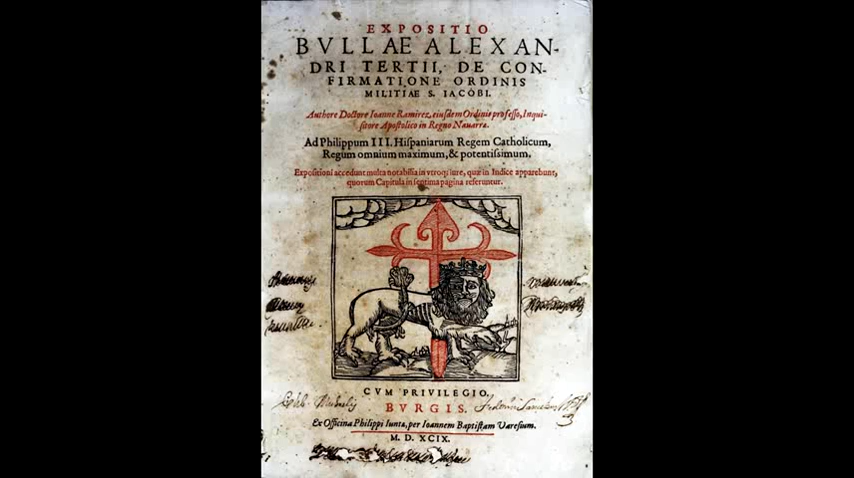 EXPOSITIO
BVLLAE ALEXAN-
DRI TERTII, DE CON-
FIRMATIONE ORDINIS
MILITIAE S. IACOBI.
Authore Doctore Ioanne Ramirez, eiusdem Ordinis professo, Inqui-
sitore Apostolico in Regno Nauarra.
Ad Philippum III. Hispaniarum Regem Catholicum,
Regum omnium maximum, & potentissimum.
Expositioni accedunt multa notabilia in vtroq; iure, quæ in Indice apparebunt,
quorum Capitula in septima pagina referuntur.
CVM PRIVILEGIO.
BVRGIS.
Ex Officina Philippi Iunta, per Ioannem Baptistam Varesium.
M. D. XCIX.